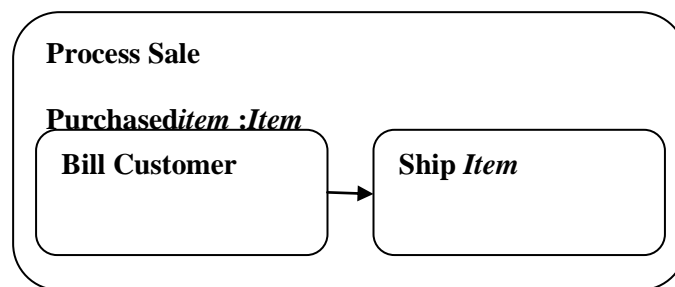 Process Sale
Purchaseditem :Item
Bill Customer
Ship Item